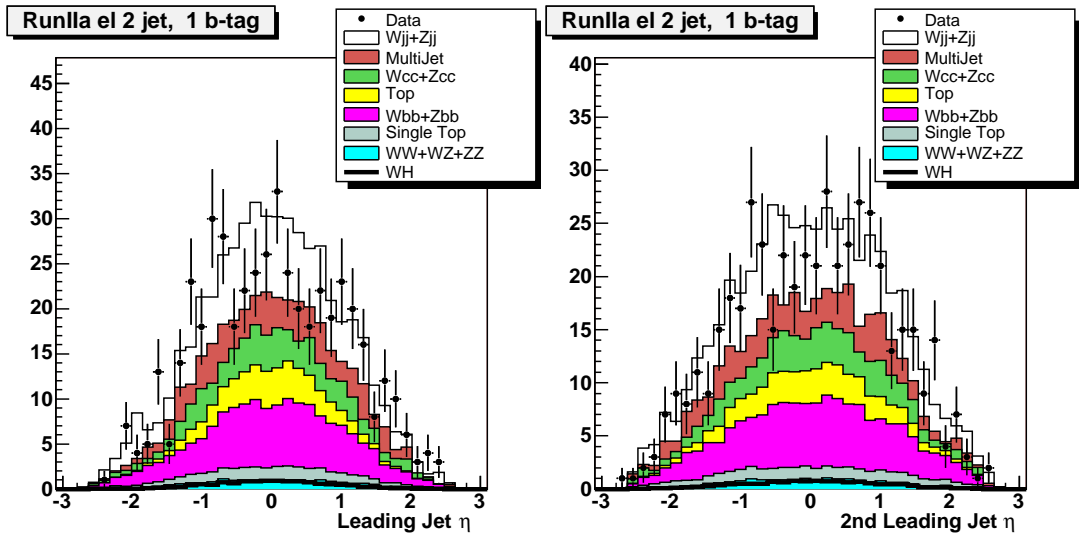 RunIIa el 2 jet, 1 b-tag
Data
Wjj+Zjj
MultiJet
Wcc+Zcc
Top
Wbb+Zbb
Single Top
WW+WZ+ZZ
WH
45
40
35
30
25
20
15
10
5
0
-3 -2 -1 0 1 2 3
Leading Jet η
RunIIa el 2 jet, 1 b-tag
Data
Wjj+Zjj
MultiJet
Wcc+Zcc
Top
Wbb+Zbb
Single Top
WW+WZ+ZZ
WH
40
35
30
25
20
15
10
5
0
-3 -2 -1 0 1 2 3
2nd Leading Jet η